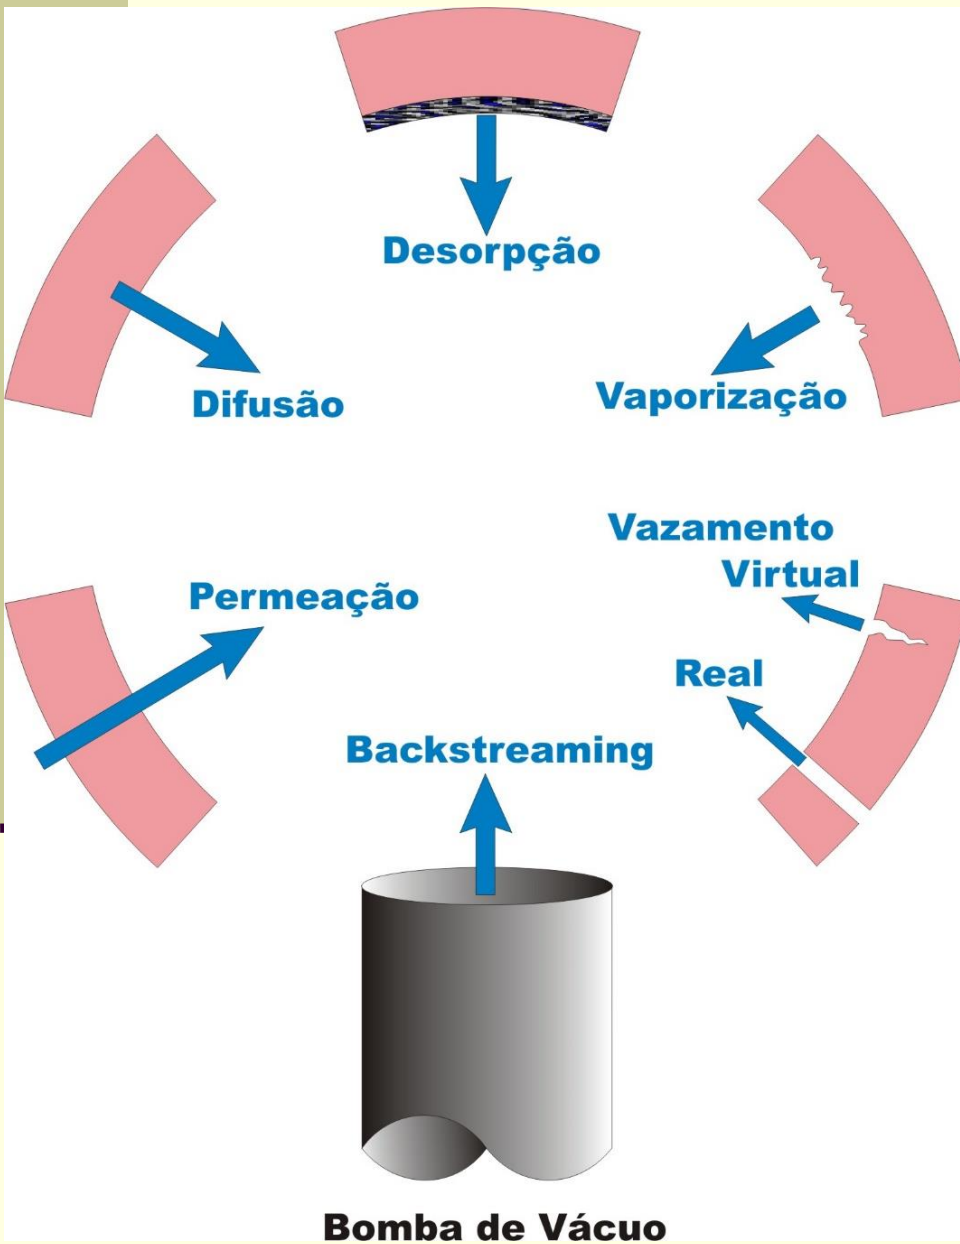 Desorpção
Difusão
Vaporização
Vazamento
Virtual
Permeação
Real
Backstreaming
Bomba de Vácuo